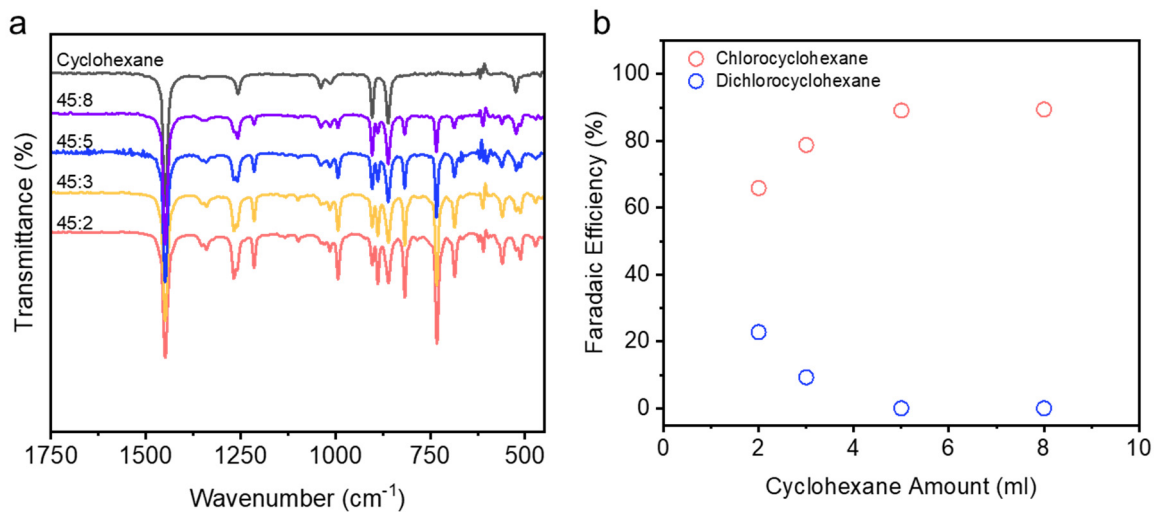 a
Cyclohexane
45:8
45:5
45:3
45:2
Transmittance (%)
1750 1500 1250 1000 750 500
Wavenumber (cm⁻¹)
b
Chlorocyclohexane
Dichlorocyclohexane
100
80
60
40
20
0
Faradaic Efficiency (%)
0 2 4 6 8 10
Cyclohexane Amount (ml)